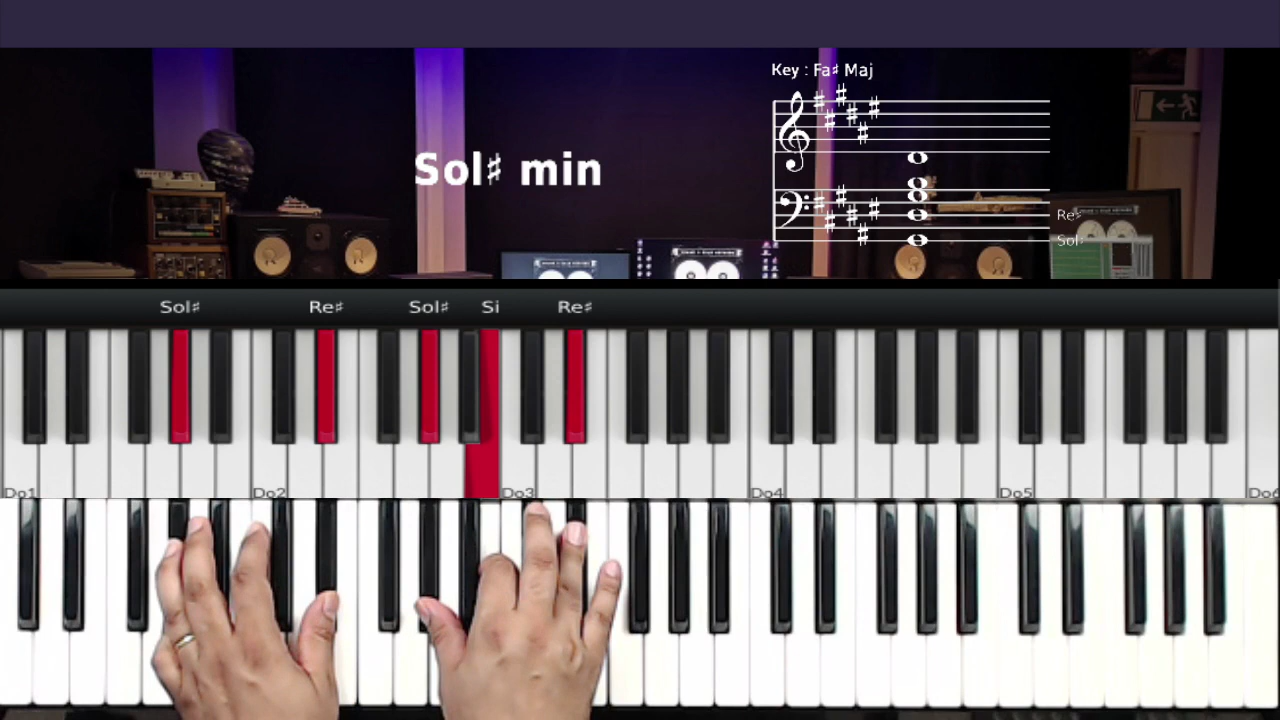 Key : Fa♯ Maj
Sol♯ min
Re♯
Sol♯
Sol♯ Re♯ Sol♯ Si Re♯
Do1 Do2 Do3 Do4 Do5